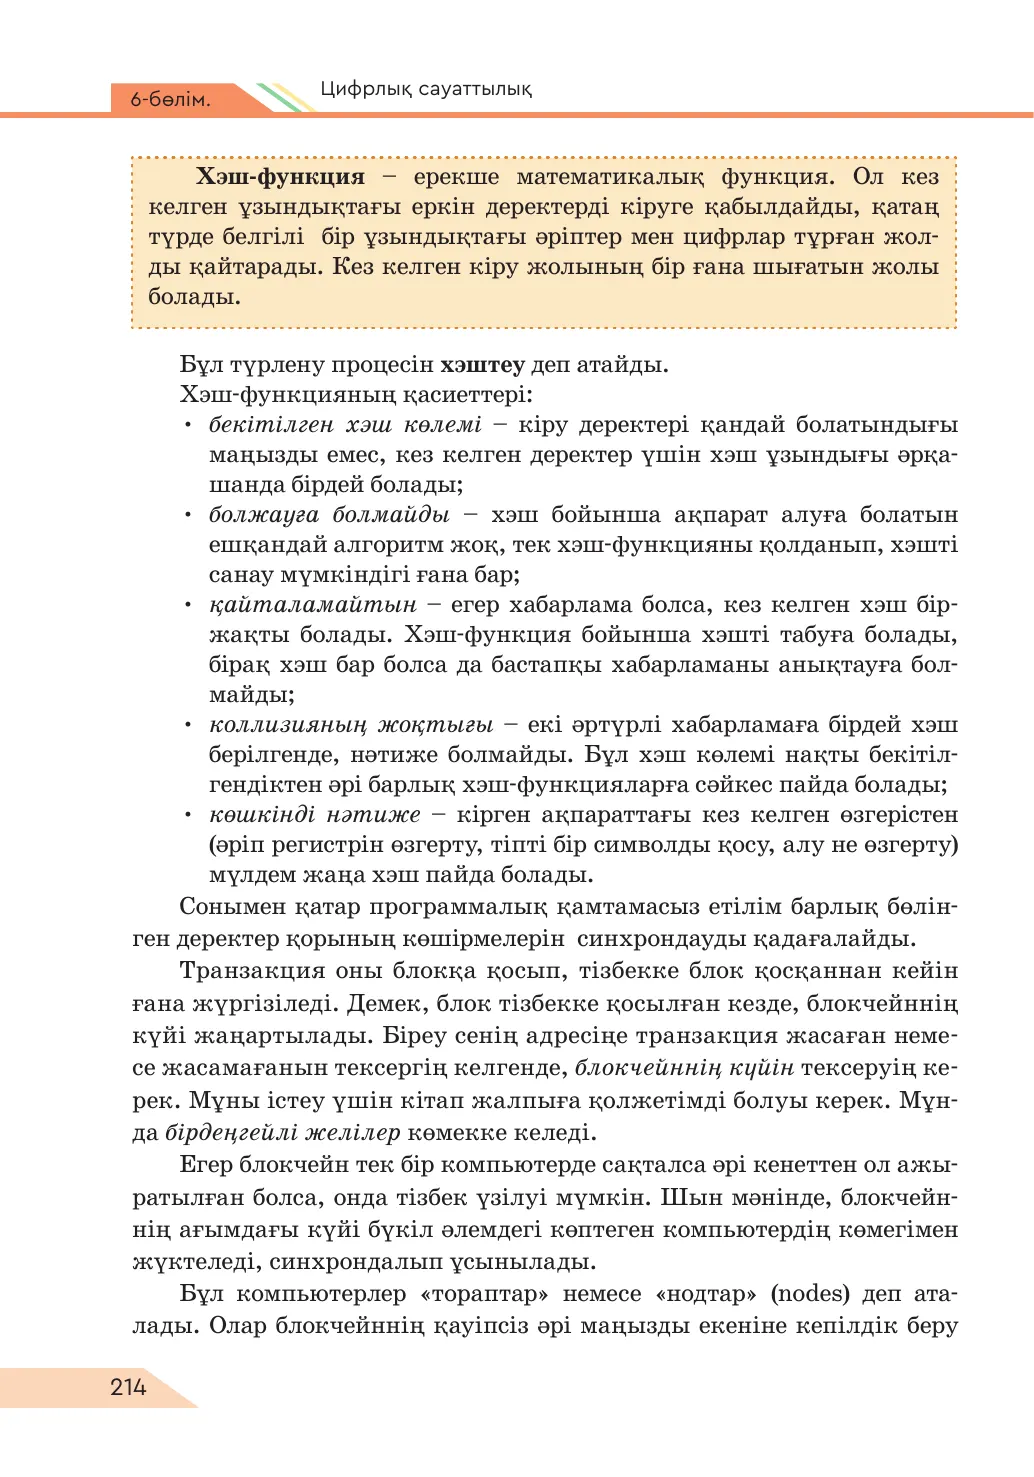 6-бөлім.
Цифрлық сауаттылық
Хэш-функция – ерекше математикалық функция. Ол кез
келген ұзындықтағы еркін деректерді кіруге қабылдайды, қатаң
түрде белгілі бір ұзындықтағы әріптер мен цифрлар тұрған жол-
ды қайтарады. Кез келген кіру жолының бір ғана шығатын жолы
болады.
Бұл түрлену процесін хэштеу деп атайды.
Хэш-функцияның қасиеттері:
• бекітілген хэш көлемі – кіру деректері қандай болатындығы
маңызды емес, кез келген деректер үшін хэш ұзындығы әрқа-
шанда бірдей болады;
• болжауға болмайды – хэш бойынша ақпарат алуға болатын
ешқандай алгоритм жоқ, тек хэш-функцияны қолданып, хэшті
санау мүмкіндігі ғана бар;
• қайталамайтын – егер хабарлама болса, кез келген хэш бір-
жақты болады. Хэш-функция бойынша хэшті табуға болады,
бірақ хэш бар болса да бастапқы хабарламаны анықтауға бол-
майды;
• коллизияның жоқтығы – екі әртүрлі хабарламаға бірдей хэш
берілгенде, нәтиже болмайды. Бұл хэш көлемі нақты бекітіл-
гендіктен әрі барлық хэш-функцияларға сәйкес пайда болады;
• көшкінді нәтиже – кірген ақпараттағы кез келген өзгерістен
(әріп регистрін өзгерту, тіпті бір символды қосу, алу не өзгерту)
мүлдем жаңа хэш пайда болады.
Сонымен қатар программалық қамтамасыз етілім барлық бөлін-
ген деректер қорының көшірмелерін синхрондауды қадағалайды.
Транзакция оны блокқа қосып, тізбекке блок қосқаннан кейін
ғана жүргізіледі. Демек, блок тізбекке қосылған кезде, блокчейннің
күйі жаңартылады. Біреу сенің адресіңе транзакция жасаған неме-
се жасамағанын тексергің келгенде, блокчейннің күйін тексеруің ке-
рек. Мұны істеу үшін кітап жалпыға қолжетімді болуы керек. Мұн-
да бірдеңгейлі желілер көмекке келеді.
Егер блокчейн тек бір компьютерде сақталса әрі кенеттен ол ажы-
ратылған болса, онда тізбек үзілуі мүмкін. Шын мәнінде, блокчейн-
нің ағымдағы күйі бүкіл әлемдегі көптеген компьютердің көмегімен
жүктеледі, синхрондалып ұсынылады.
Бұл компьютерлер «тораптар» немесе «нодтар» (nodes) деп ата-
лады. Олар блокчейннің қауіпсіз әрі маңызды екеніне кепілдік беру
214